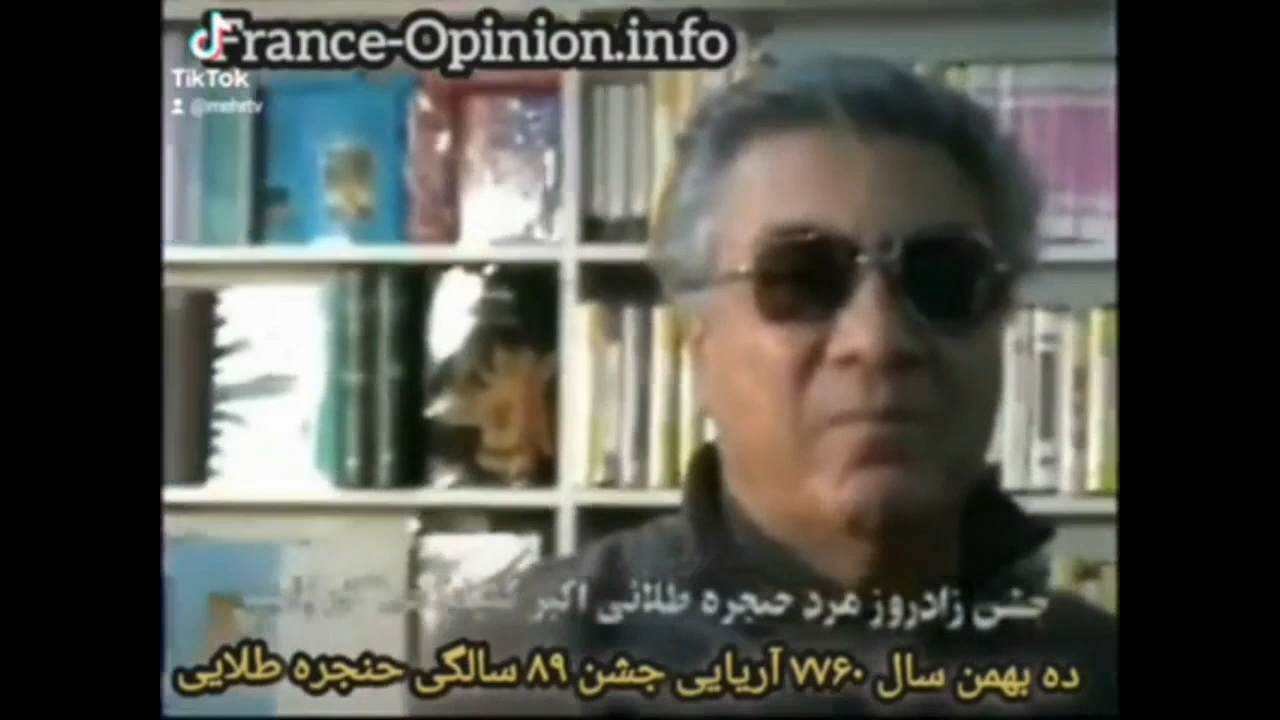 France-Opinion.info
TikTok
@mehrtv
جشن زادروز مرد حنجره طلائی اکبر
ده بهمن سال ۷۷۶۰ آریایی جشن ۸۹ سالگی حنجره طلایی